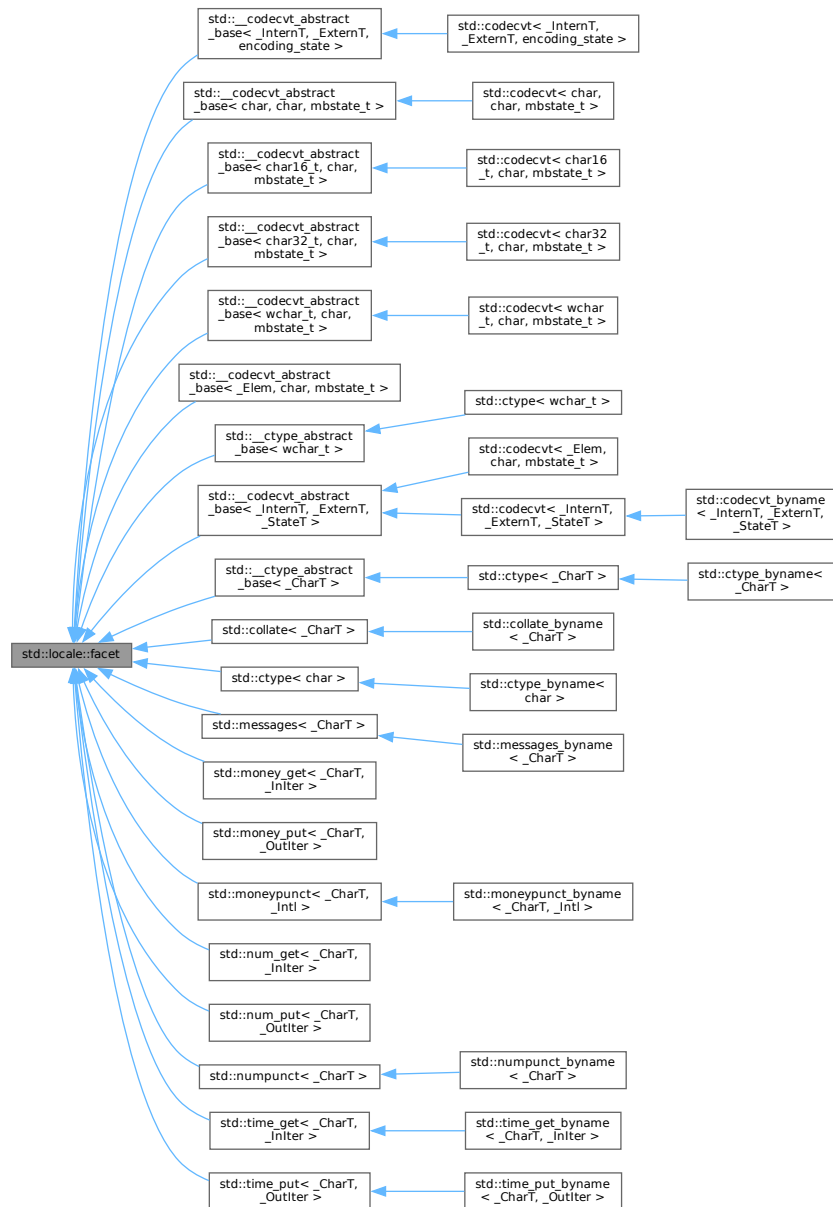 std::__codecvt_abstract
_base< _InternT, _ExternT,
encoding_state >
std::codecvt< _InternT,
_ExternT, encoding_state >
std::__codecvt_abstract
_base< char, char, mbstate_t >
std::codecvt< char,
char, mbstate_t >
std::__codecvt_abstract
_base< char16_t, char,
mbstate_t >
std::codecvt< char16
_t, char, mbstate_t >
std::__codecvt_abstract
_base< char32_t, char,
mbstate_t >
std::codecvt< char32
_t, char, mbstate_t >
std::__codecvt_abstract
_base< wchar_t, char,
mbstate_t >
std::codecvt< wchar
_t, char, mbstate_t >
std::__codecvt_abstract
_base< _Elem, char, mbstate_t >
std::ctype< wchar_t >
std::__ctype_abstract
_base< wchar_t >
std::codecvt< _Elem,
char, mbstate_t >
std::__codecvt_abstract
_base< _InternT, _ExternT,
_StateT >
std::codecvt< _InternT,
_ExternT, _StateT >
std::codecvt_byname
< _InternT, _ExternT,
_StateT >
std::__ctype_abstract
_base< _CharT >
std::ctype< _CharT >
std::ctype_byname<
_CharT >
std::locale::facet
std::collate< _CharT >
std::collate_byname
< _CharT >
std::ctype< char >
std::ctype_byname<
char >
std::messages< _CharT >
std::messages_byname
< _CharT >
std::money_get< _CharT,
_InIter >
std::money_put< _CharT,
_OutIter >
std::moneypunct< _CharT,
_Intl >
std::moneypunct_byname
< _CharT, _Intl >
std::num_get< _CharT,
_InIter >
std::num_put< _CharT,
_OutIter >
std::numpunct< _CharT >
std::numpunct_byname
< _CharT >
std::time_get< _CharT,
_InIter >
std::time_get_byname
< _CharT, _InIter >
std::time_put< _CharT,
_OutIter >
std::time_put_byname
< _CharT, _OutIter >